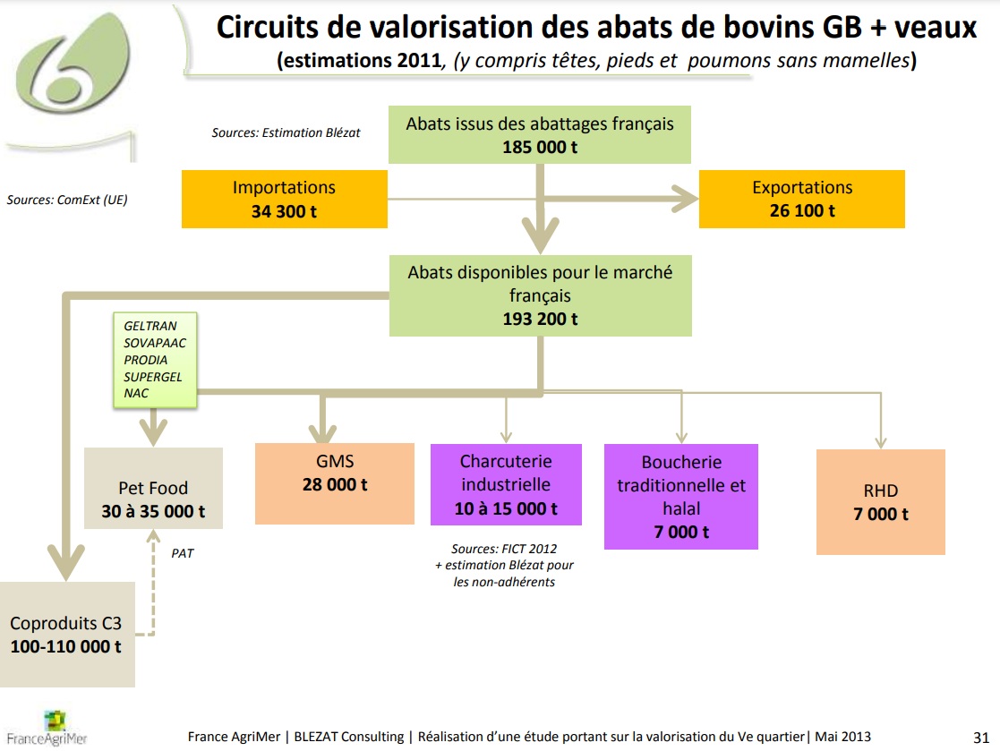 Circuits de valorisation des abats de bovins GB + veaux
(estimations 2011, (y compris têtes, pieds et poumons sans mamelles)
Sources: Estimation Blézat
Abats issus des abattages français
185 000 t
Sources: ComExt (UE)
Importations
34 300 t
Exportations
26 100 t
Abats disponibles pour le marché
français
193 200 t
GELTRAN
SOVAPAAC
PRODIA
SUPERGEL
NAC
Pet Food
30 à 35 000 t
GMS
28 000 t
Charcuterie
industrielle
10 à 15 000 t
Boucherie
traditionnelle et
halal
7 000 t
RHD
7 000 t
PAT
Sources: FICT 2012
+ estimation Blézat pour
les non-adhérents
Coproduits C3
100-110 000 t
FranceAgriMer
France AgriMer | BLEZAT Consulting | Réalisation d’une étude portant sur la valorisation du Ve quartier| Mai 2013
31